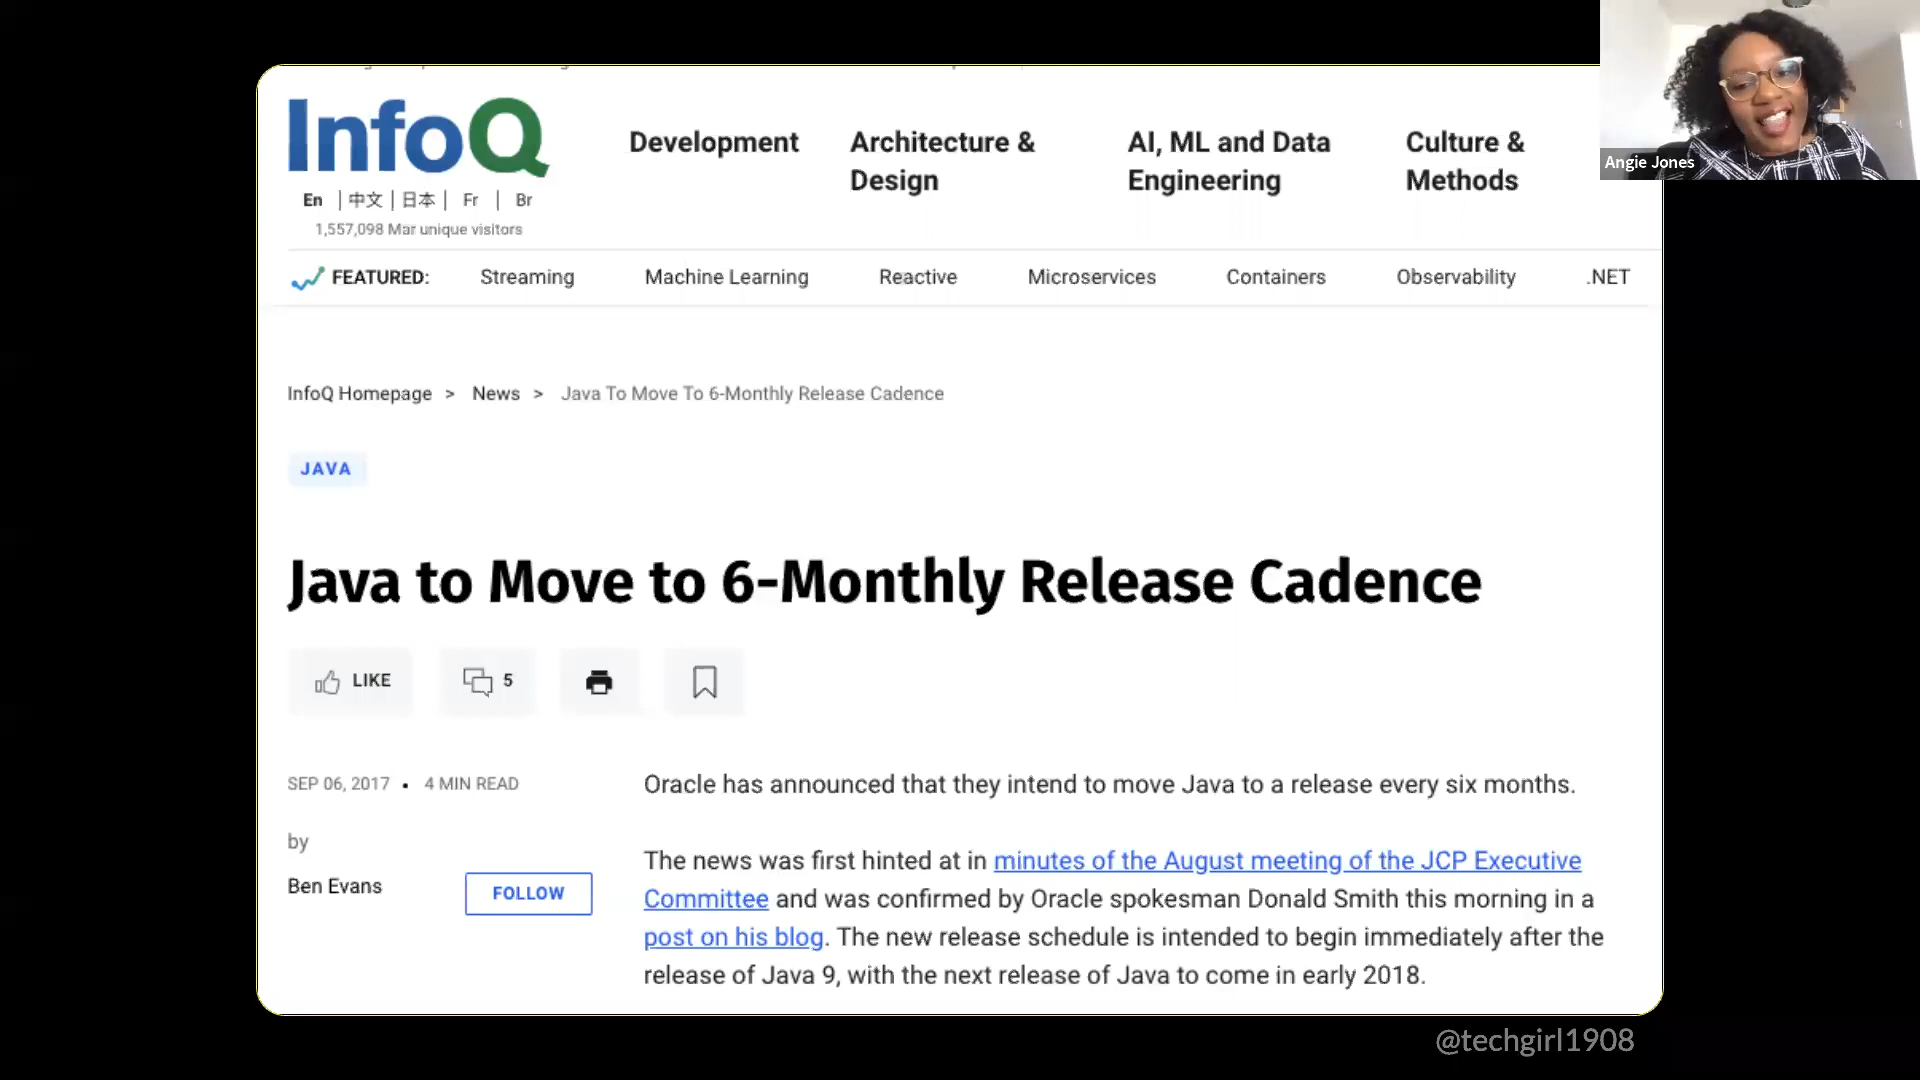 InfoQ
Development
Architecture &
Design
AI, ML and Data
Engineering
Culture &
Methods
Angie Jones
En | 中文 | 日本 | Fr | Br
1,557,098 Mar unique visitors
FEATURED: Streaming Machine Learning Reactive Microservices Containers Observability .NET
InfoQ Homepage > News > Java To Move To 6-Monthly Release Cadence
JAVA
Java to Move to 6-Monthly Release Cadence
LIKE 5
SEP 06, 2017 • 4 MIN READ
by
Ben Evans
FOLLOW
Oracle has announced that they intend to move Java to a release every six months.
The news was first hinted at in minutes of the August meeting of the JCP Executive
Committee and was confirmed by Oracle spokesman Donald Smith this morning in a
post on his blog. The new release schedule is intended to begin immediately after the
release of Java 9, with the next release of Java to come in early 2018.
@techgirl1908